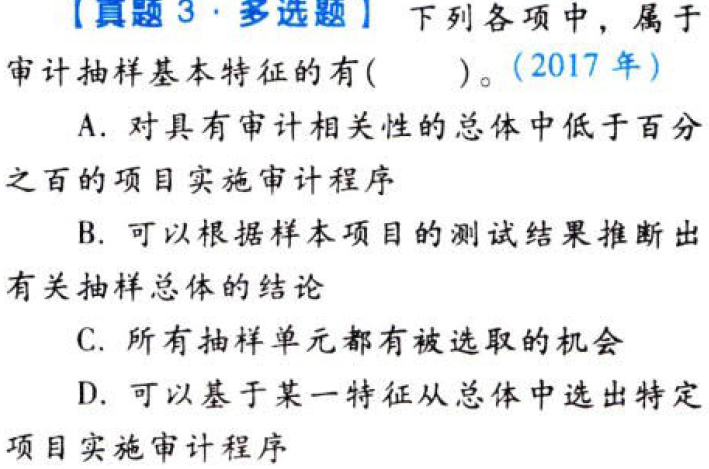 【真题 3 · 多选题】 下列各项中，属于
审计抽样基本特征的有(　　)。（2017 年）
A. 对具有审计相关性的总体中低于百分
之百的项目实施审计程序
B. 可以根据样本项目的测试结果推断出
有关抽样总体的结论
C. 所有抽样单元都有被选取的机会
D. 可以基于某一特征从总体中选出特定
项目实施审计程序